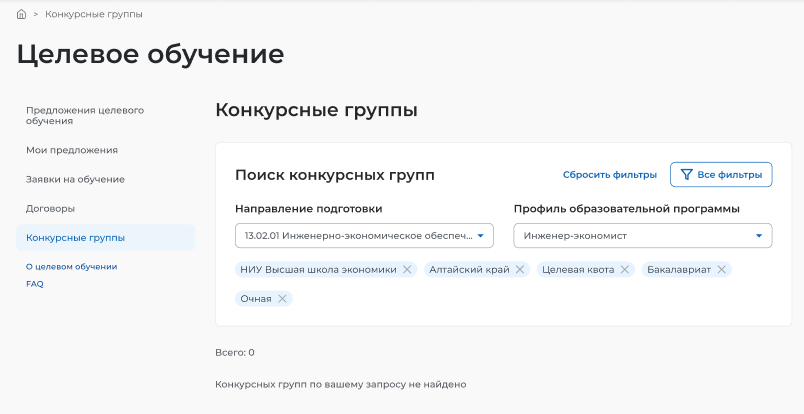 > Конкурсные группы
Целевое обучение
Предложения целевого
обучения
Мои предложения
Заявки на обучение
Договоры
Конкурсные группы
О целевом обучении
FAQ
Конкурсные группы
Поиск конкурсных групп
Сбросить фильтры
Все фильтры
Направление подготовки
Профиль образовательной программы
13.02.01 Инженерно-экономическое обеспеч...
Инженер-экономист
НИУ Высшая школа экономики
Алтайский край
Целевая квота
Бакалавриат
Очная
Всего: 0
Конкурсных групп по вашему запросу не найдено